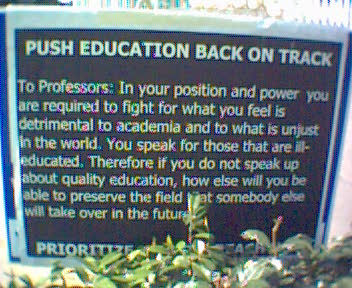 PUSH EDUCATION BACK ON TRACK
To Professors: In your position and power you
are required to fight for what you feel is
detrimental to academia and to what is unjust
in the world. You speak for those that are ill-
educated. Therefore if you do not speak up
about quality education, how else will you be
able to preserve the field that somebody else
will take over in the future
PRIORITIZE